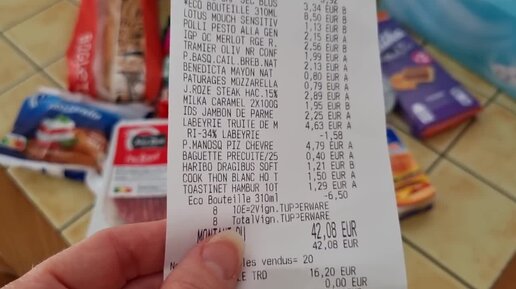 3,34 EUR B
ECO BOUTEILLE 310ML 8,50 EUR B
LOTUS MOUCH SENSITIV EUR A
POLLI PESTO ALLA GEN 2,15 EUR A
IGP OC MERLOT RGE R. 2,56 EUR B
TRAMIER OLIV NR CONF 1,99 EUR B
P.BASQ.CAIL.BREB.NAT 2,13 EUR A
BENEDICTA MAYON NAT 0,80 EUR A
PATURAGES MOZZARELLA 0,79 EUR A
J.ROZE STEAK HAC.15% 2,89 EUR A
MILKA CARAMEL 2X100G 1,95 EUR B
IDS JAMBON DE PARME 2,25 EUR A
LABEYRIE TRUITE DE M 4,63 EUR A
RI-34% LABEYRIE -1,58
P.MANOSQ PIZ CHEVRE 4,79 EUR A
BAGUETTE PRECUITE/25 0,40 EUR A
HARIBO DRAGIBUS SOFT 1,21 EUR B
COOK THON BLANC HO T 1,50 EUR A
TOASTINET HAMBUR 10T 1,29 EUR A
Eco Bouteille 310ml -6,50
8 10E=2Vign.TUPPERWARE
8 TotalVign.TUPPERWARE
MONTANT DU 42,08 EUR
42,08 EUR
les vendus= 20
E TRD 16,20 EUR
0,00 EUR